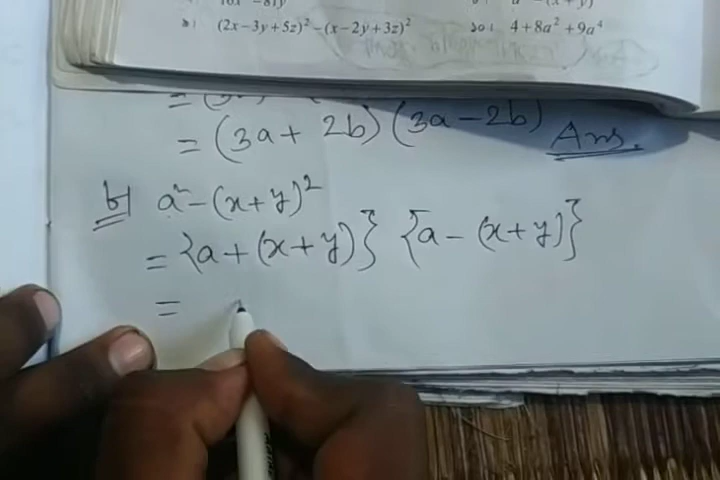 (2x-3y+5z)²-(x-2y+3z)²
4+8a²+9a⁴
= (3a+ 2b) (3a-2b) Ans.
a²-(x+y)²
= {a+(x+y)} {a-(x+y)}
=